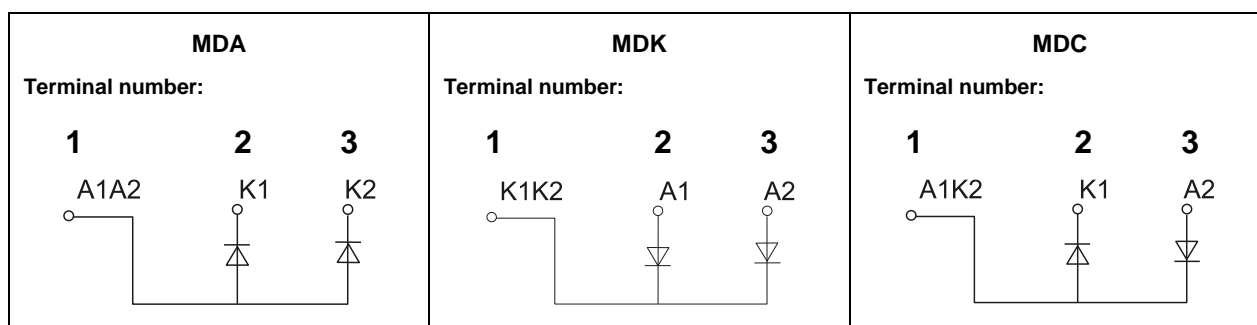 MDA
Terminal number:
1 2 3
A1A2 K1 K2
MDK
Terminal number:
1 2 3
K1K2 A1 A2
MDC
Terminal number:
1 2 3
A1K2 K1 A2